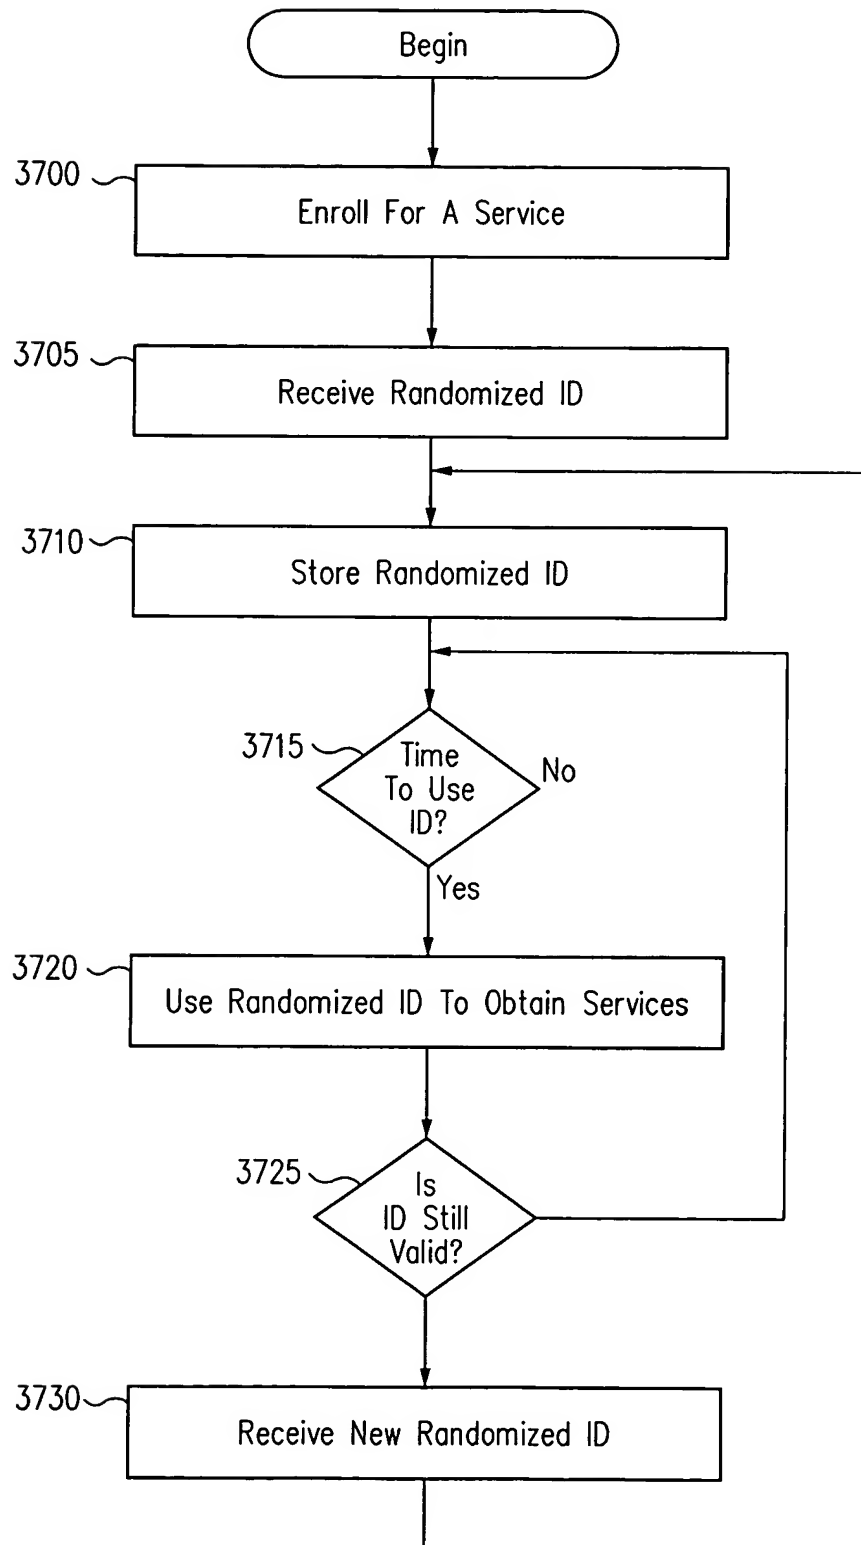 Begin
3700
Enroll For A Service
3705
Receive Randomized ID
3710
Store Randomized ID
3715
Time
To Use
ID?
No
Yes
3720
Use Randomized ID To Obtain Services
3725
Is
ID Still
Valid?
3730
Receive New Randomized ID